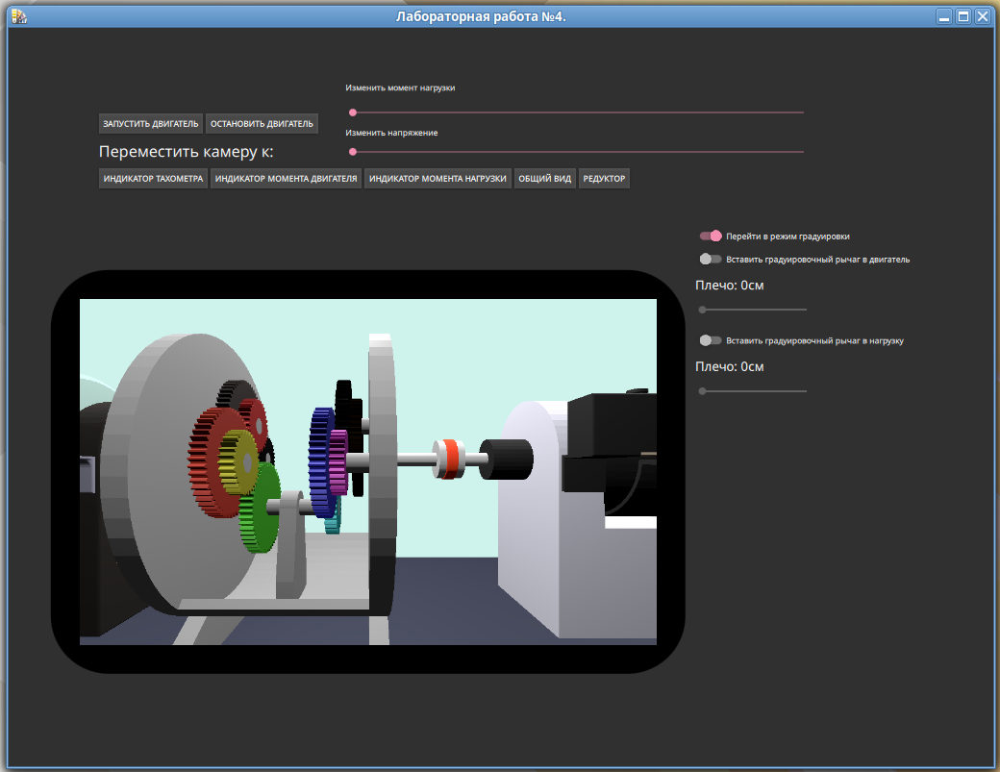 Лабораторная работа №4.
Изменить момент нагрузки
ЗАПУСТИТЬ ДВИГАТЕЛЬ ОСТАНОВИТЬ ДВИГАТЕЛЬ
Изменить напряжение
Переместить камеру к:
ИНДИКАТОР ТАХОМЕТРА ИНДИКАТОР МОМЕНТА ДВИГАТЕЛЯ ИНДИКАТОР МОМЕНТА НАГРУЗКИ ОБЩИЙ ВИД РЕДУКТОР
Перейти в режим градуировки
Вставить градуировочный рычаг в двигатель
Плечо: 0см
Вставить градуировочный рычаг в нагрузку
Плечо: 0см